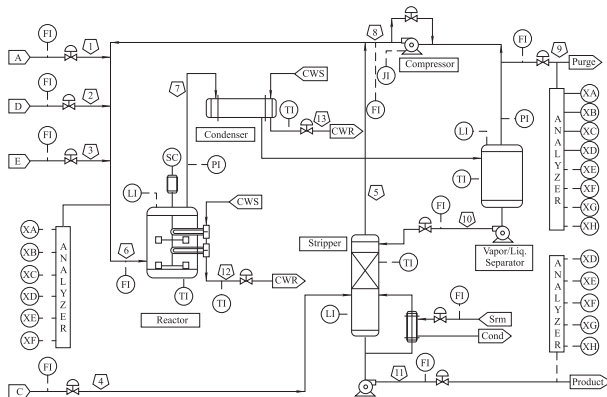 FI
A
1
FI
D
2
FI
E
3
XA
XB
XC
XD
XE
XF
ANALYZER
6
FI
FI
C
4
7
CWS
Condenser
TI
13
CWR
SC
PI
LI
CWS
12
CWR
TI
TI
Reactor
8
FI
JI
Compressor
5
Stripper
TI
LI
FI
Srm
Cond
11
FI
Product
FI
10
LI
PI
TI
Vapor/Liq.
Separator
FI
9
Purge
ANALYZER
XA
XB
XC
XD
XE
XF
XG
XH
ANALYZER
XD
XE
XF
XG
XH